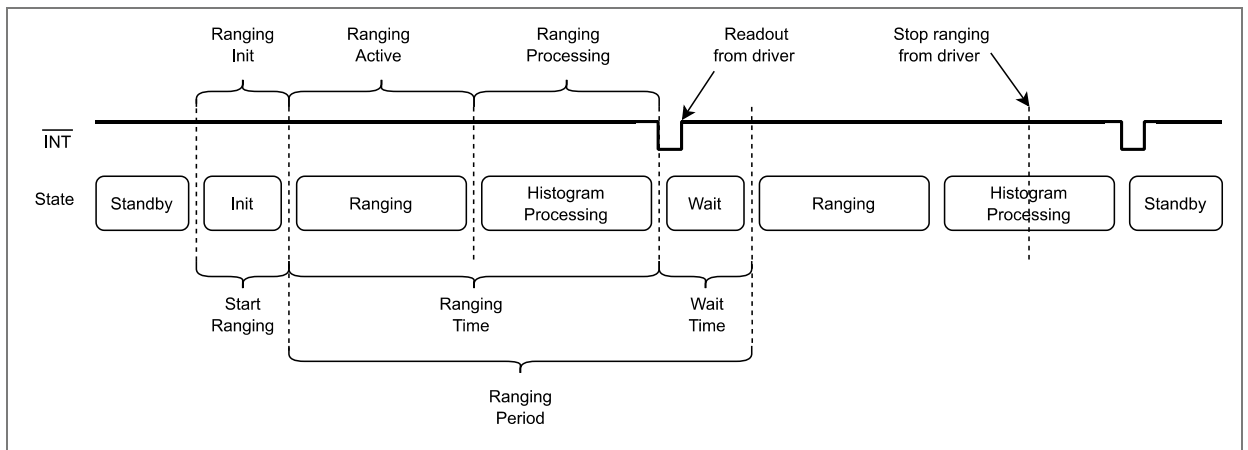 Ranging
Init
Ranging
Active
Ranging
Processing
Readout
from driver
Stop ranging
from driver
INT
State
Standby
Init
Ranging
Histogram
Processing
Wait
Ranging
Histogram
Processing
Standby
Start
Ranging
Ranging
Time
Wait
Time
Ranging
Period